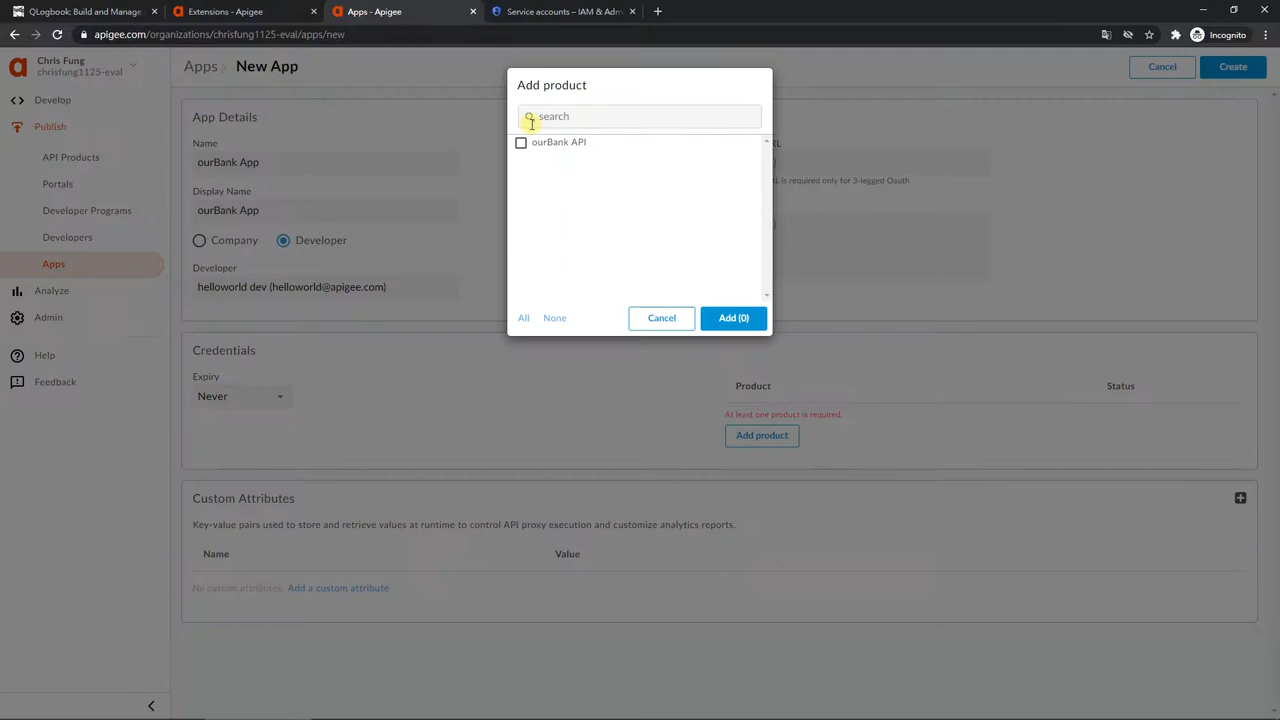 QLogbook: Build and Manage
Extensions - Apigee
Apps - Apigee
Service accounts – IAM & Adm
apigee.com/organizations/chrisfung1125-eval/apps/new
Incognito
Chris Fung
chrisfung1125-eval
Apps
New App
Cancel
Create
Develop
Publish
API Products
Portals
Developer Programs
Developers
Apps
Analyze
Admin
Help
Feedback
App Details
Name
ourBank App
Display Name
ourBank App
Company
Developer
Developer
helloworld dev (helloworld@apigee.com)
RL
RL is required only for 3-legged Oauth
Add product
search
ourBank API
All
None
Cancel
Add (0)
Credentials
Expiry
Never
Product
Status
At least one product is required.
Add product
Custom Attributes
Key-value pairs used to store and retrieve values at runtime to control API proxy execution and customize analytics reports.
Name
Value
No custom attributes. Add a custom attribute